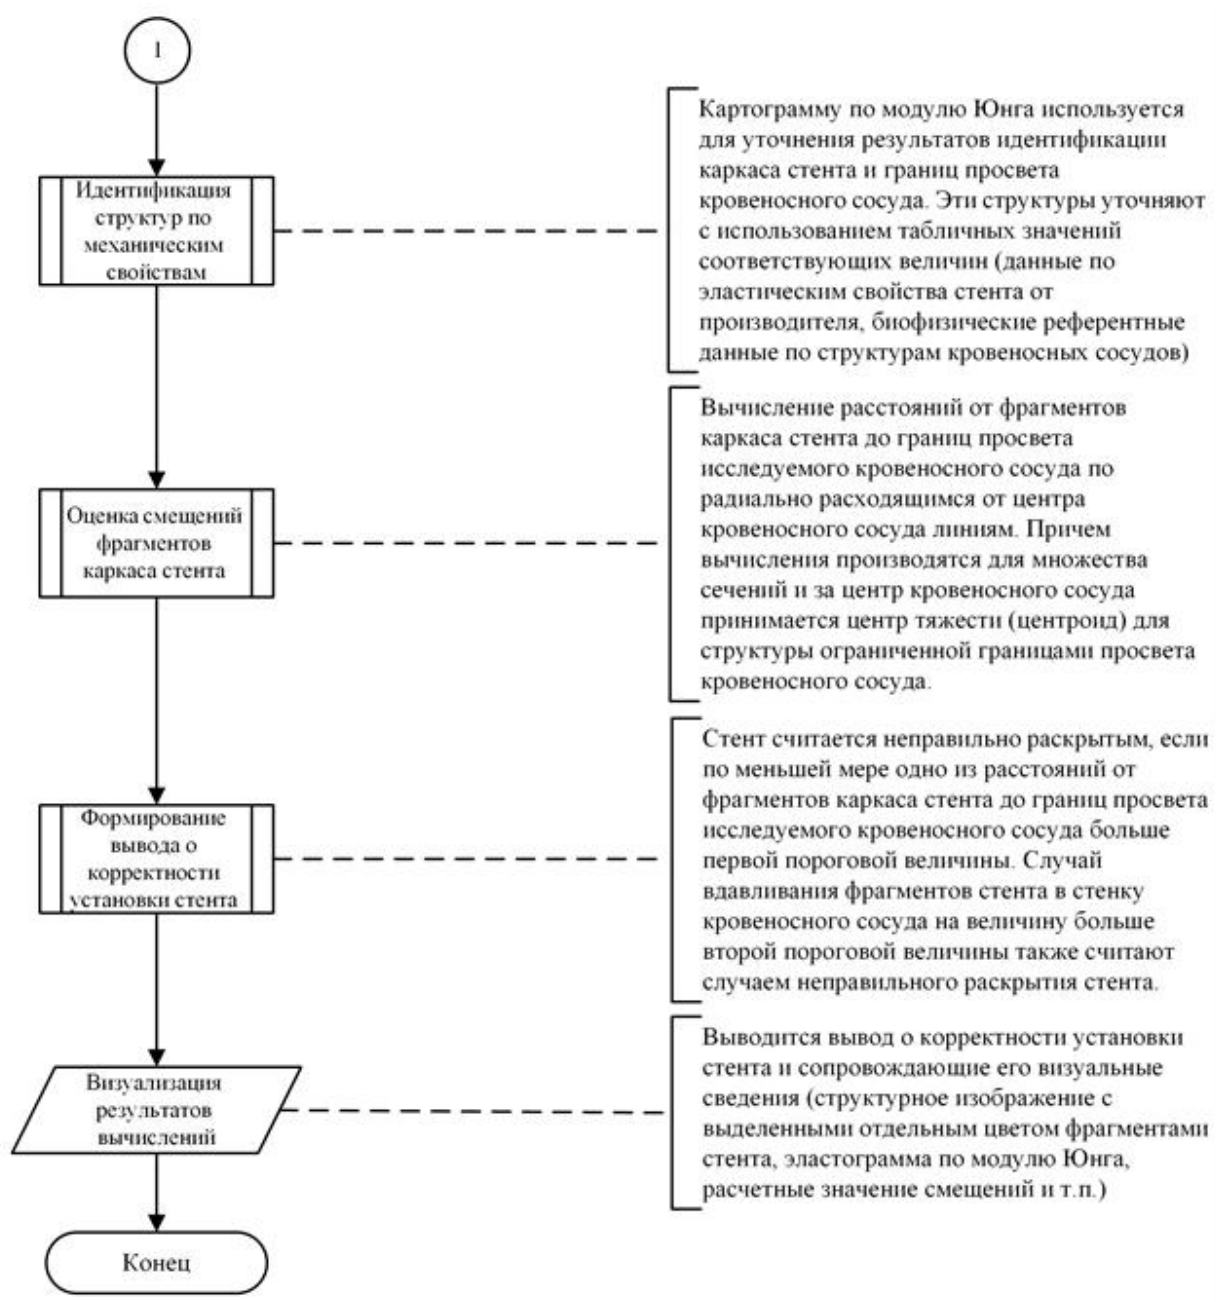 1
Идентификация
структур по
механическим
свойствам
Картограмму по модулю Юнга используется
для уточнения результатов идентификации
каркаса стента и границ просвета
кровеносного сосуда. Эти структуры уточняют
с использованием табличных значений
соответствующих величин (данные по
эластическим свойства стента от
производителя, биофизические референтные
данные по структурам кровеносных сосудов)
Оценка смещений
фрагментов
каркаса стента
Вычисление расстояний от фрагментов
каркаса стента до границ просвета
исследуемого кровеносного сосуда по
радиально расходящимся от центра
кровеносного сосуда линиям. Причем
вычисления производятся для множества
сечений и за центр кровеносного сосуда
принимается центр тяжести (центроид) для
структуры ограниченной границами просвета
кровеносного сосуда.
Формирование
вывода о
корректности
установки стента
Стент считается неправильно раскрытым, если
по меньшей мере одно из расстояний от
фрагментов каркаса стента до границ просвета
исследуемого кровеносного сосуда больше
первой пороговой величины. Случай
вдавливания фрагментов стента в стенку
кровеносного сосуда на величину больше
второй пороговой величины также считают
случаем неправильного раскрытия стента.
Визуализация
результатов
вычислений
Выводится вывод о корректности установки
стента и сопровождающие его визуальные
сведения (структурное изображение с
выделенными отдельным цветом фрагментами
стента, эластограмма по модулю Юнга,
расчетные значение смещений и т.п.)
Конец